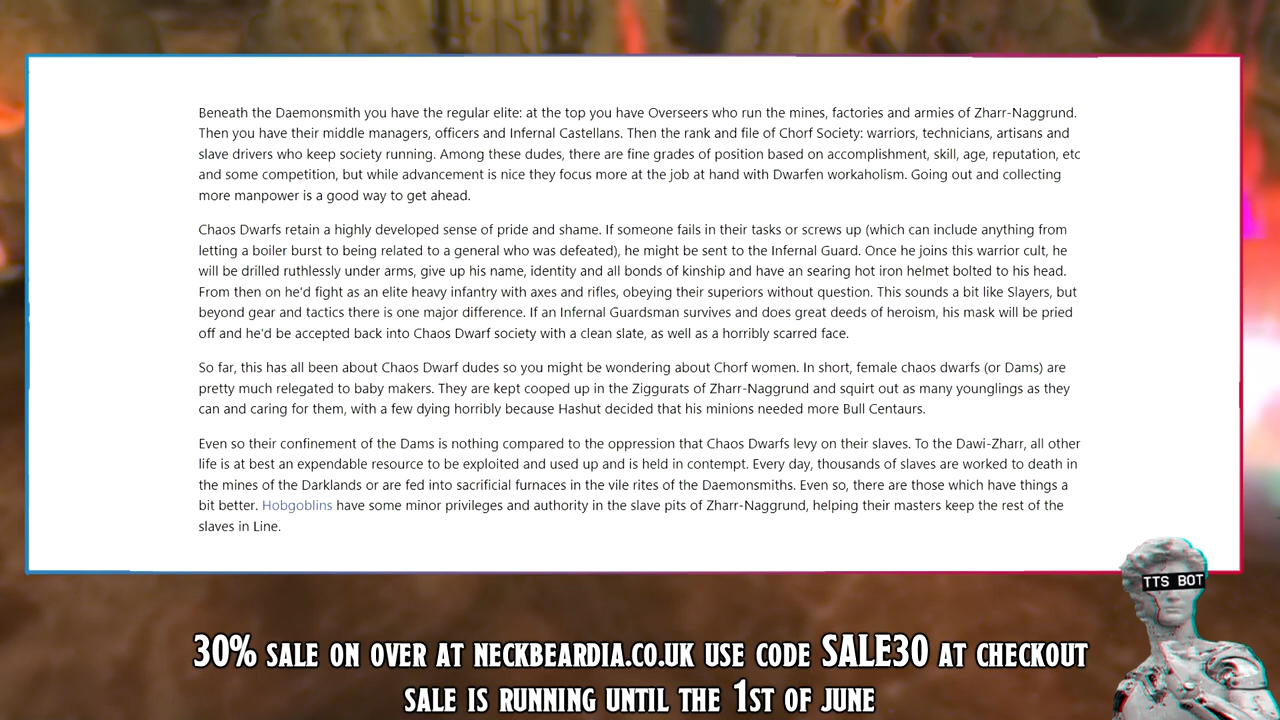 Beneath the Daemonsmith you have the regular elite: at the top you have Overseers who run the mines, factories and armies of Zharr-Naggrund.
Then you have their middle managers, officers and Infernal Castellans. Then the rank and file of Chorf Society: warriors, technicians, artisans and
slave drivers who keep society running. Among these dudes, there are fine grades of position based on accomplishment, skill, age, reputation, etc
and some competition, but while advancement is nice they focus more at the job at hand with Dwarfen workaholism. Going out and collecting
more manpower is a good way to get ahead.
Chaos Dwarfs retain a highly developed sense of pride and shame. If someone fails in their tasks or screws up (which can include anything from
letting a boiler burst to being related to a general who was defeated), he might be sent to the Infernal Guard. Once he joins this warrior cult, he
will be drilled ruthlessly under arms, give up his name, identity and all bonds of kinship and have an searing hot iron helmet bolted to his head.
From then on he'd fight as an elite heavy infantry with axes and rifles, obeying their superiors without question. This sounds a bit like Slayers, but
beyond gear and tactics there is one major difference. If an Infernal Guardsman survives and does great deeds of heroism, his mask will be pried
off and he'd be accepted back into Chaos Dwarf society with a clean slate, as well as a horribly scarred face.
So far, this has all been about Chaos Dwarf dudes so you might be wondering about Chorf women. In short, female chaos dwarfs (or Dams) are
pretty much relegated to baby makers. They are kept cooped up in the Ziggurats of Zharr-Naggrund and squirt out as many younglings as they
can and caring for them, with a few dying horribly because Hashut decided that his minions needed more Bull Centaurs.
Even so their confinement of the Dams is nothing compared to the oppression that Chaos Dwarfs levy on their slaves. To the Dawi-Zharr, all other
life is at best an expendable resource to be exploited and used up and is held in contempt. Every day, thousands of slaves are worked to death in
the mines of the Darklands or are fed into sacrificial furnaces in the vile rites of the Daemonsmiths. Even so, there are those which have things a
bit better. Hobgoblins have some minor privileges and authority in the slave pits of Zharr-Naggrund, helping their masters keep the rest of the
slaves in Line.
TTS BOT
30% SALE ON OVER AT NECKBEARDIA.CO.UK USE CODE SALE30 AT CHECKOUT
SALE IS RUNNING UNTIL THE 1ST OF JUNE